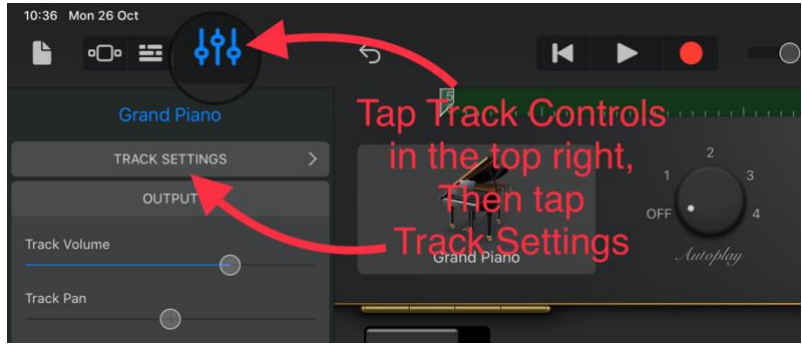 10:36 Mon 26 Oct
5
Grand Piano
Tap Track Controls
in the top right,
Then tap
Track Settings
TRACK SETTINGS
OUTPUT
Track Volume
Track Pan
Grand Piano
OFF
1
2
3
4
Autoplay